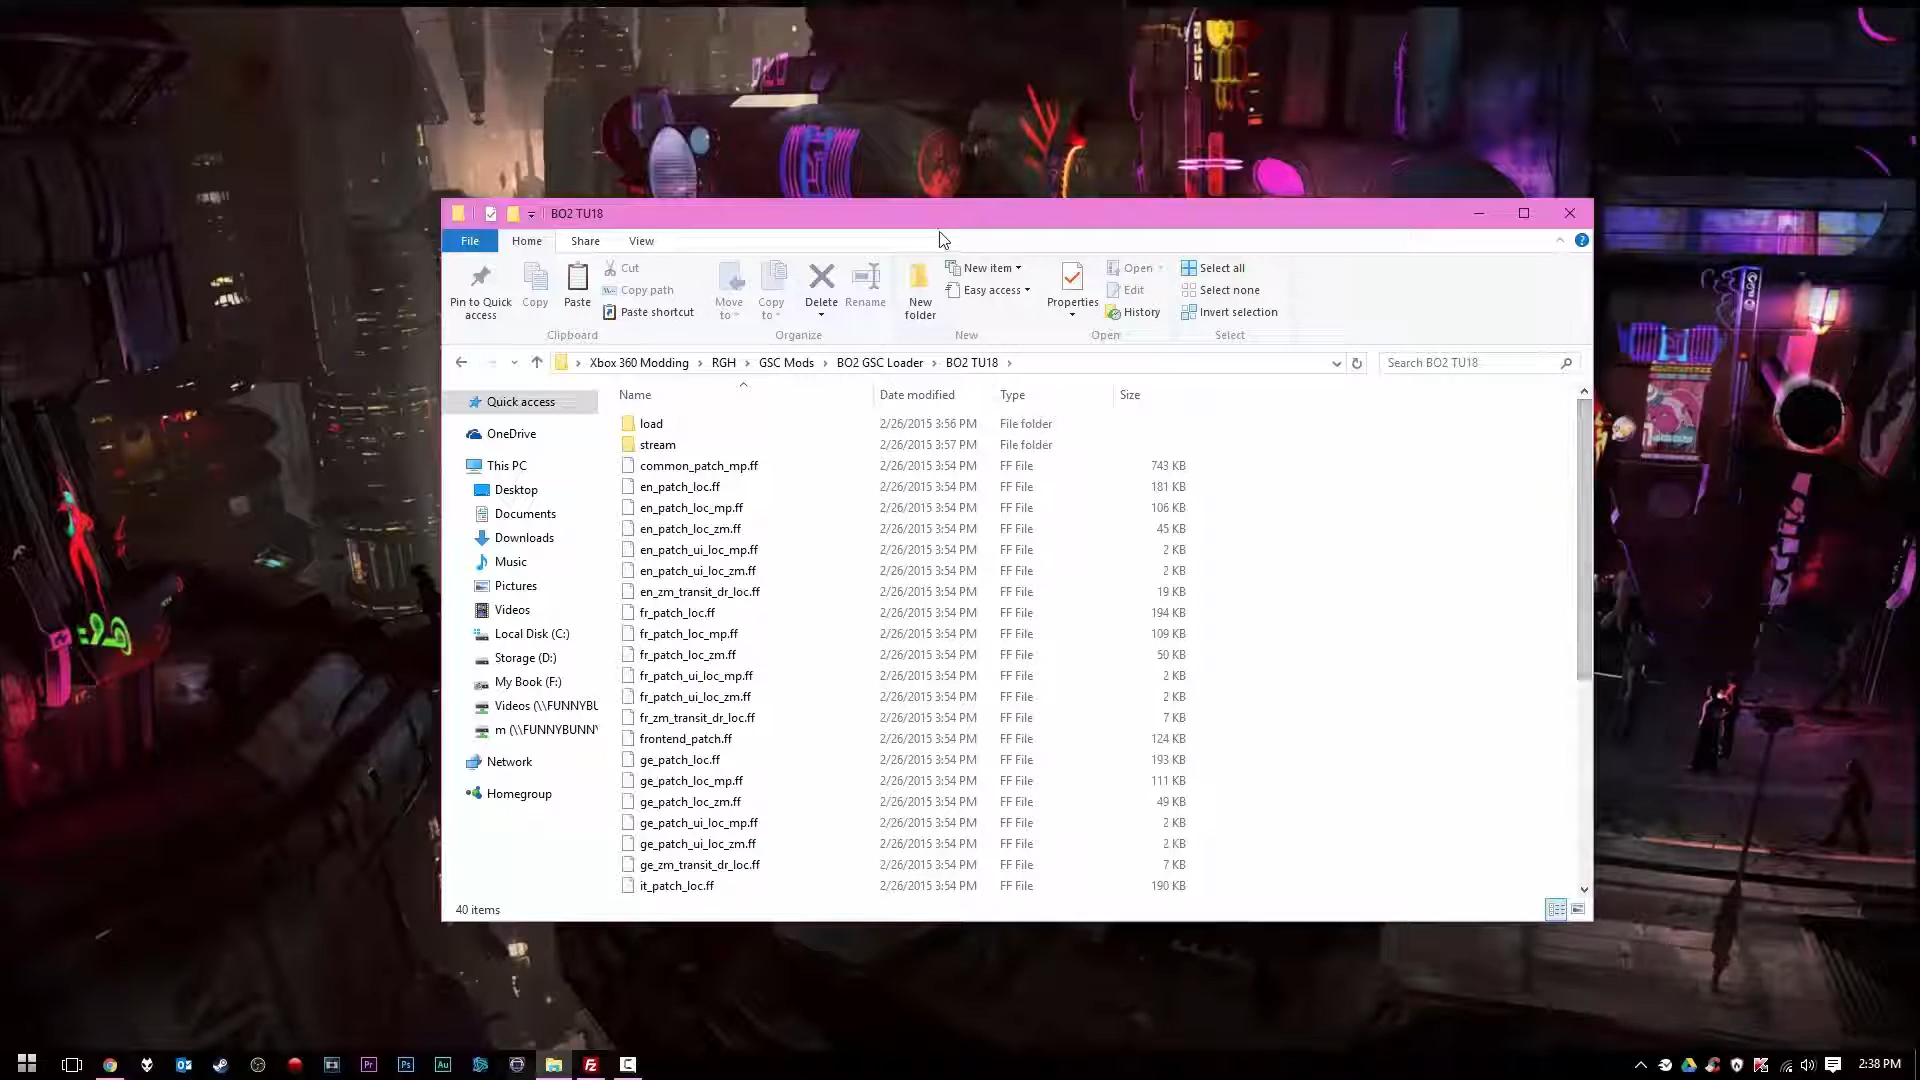 BO2 TU18
File Home Share View
Pin to Quick access
Copy
Paste
Cut
Copy path
Paste shortcut
Clipboard
Move to
Copy to
Delete
Rename
Organize
New folder
New item
Easy access
New
Properties
Open
Edit
History
Open
Select all
Select none
Invert selection
Select
Xbox 360 Modding RGH GSC Mods BO2 GSC Loader BO2 TU18
Search BO2 TU18
Quick access
OneDrive
This PC
Desktop
Documents
Downloads
Music
Pictures
Videos
Local Disk (C:)
Storage (D:)
My Book (F:)
Videos (\\FUNNYBU
m (\\FUNNYBUNNY
Network
Homegroup
Name Date modified Type Size
load 2/26/2015 3:56 PM File folder
stream 2/26/2015 3:57 PM File folder
common_patch_mp.ff 2/26/2015 3:54 PM FF File 743 KB
en_patch_loc.ff 2/26/2015 3:54 PM FF File 181 KB
en_patch_loc_mp.ff 2/26/2015 3:54 PM FF File 106 KB
en_patch_loc_zm.ff 2/26/2015 3:54 PM FF File 45 KB
en_patch_ui_loc_mp.ff 2/26/2015 3:54 PM FF File 2 KB
en_patch_ui_loc_zm.ff 2/26/2015 3:54 PM FF File 2 KB
en_zm_transit_dr_loc.ff 2/26/2015 3:54 PM FF File 19 KB
fr_patch_loc.ff 2/26/2015 3:54 PM FF File 194 KB
fr_patch_loc_mp.ff 2/26/2015 3:54 PM FF File 109 KB
fr_patch_loc_zm.ff 2/26/2015 3:54 PM FF File 50 KB
fr_patch_ui_loc_mp.ff 2/26/2015 3:54 PM FF File 2 KB
fr_patch_ui_loc_zm.ff 2/26/2015 3:54 PM FF File 2 KB
fr_zm_transit_dr_loc.ff 2/26/2015 3:54 PM FF File 7 KB
frontend_patch.ff 2/26/2015 3:54 PM FF File 124 KB
ge_patch_loc.ff 2/26/2015 3:54 PM FF File 193 KB
ge_patch_loc_mp.ff 2/26/2015 3:54 PM FF File 111 KB
ge_patch_loc_zm.ff 2/26/2015 3:54 PM FF File 49 KB
ge_patch_ui_loc_mp.ff 2/26/2015 3:54 PM FF File 2 KB
ge_patch_ui_loc_zm.ff 2/26/2015 3:54 PM FF File 2 KB
ge_zm_transit_dr_loc.ff 2/26/2015 3:54 PM FF File 7 KB
it_patch_loc.ff 2/26/2015 3:54 PM FF File 190 KB
40 items
Pr Ps Au
2:38 PM